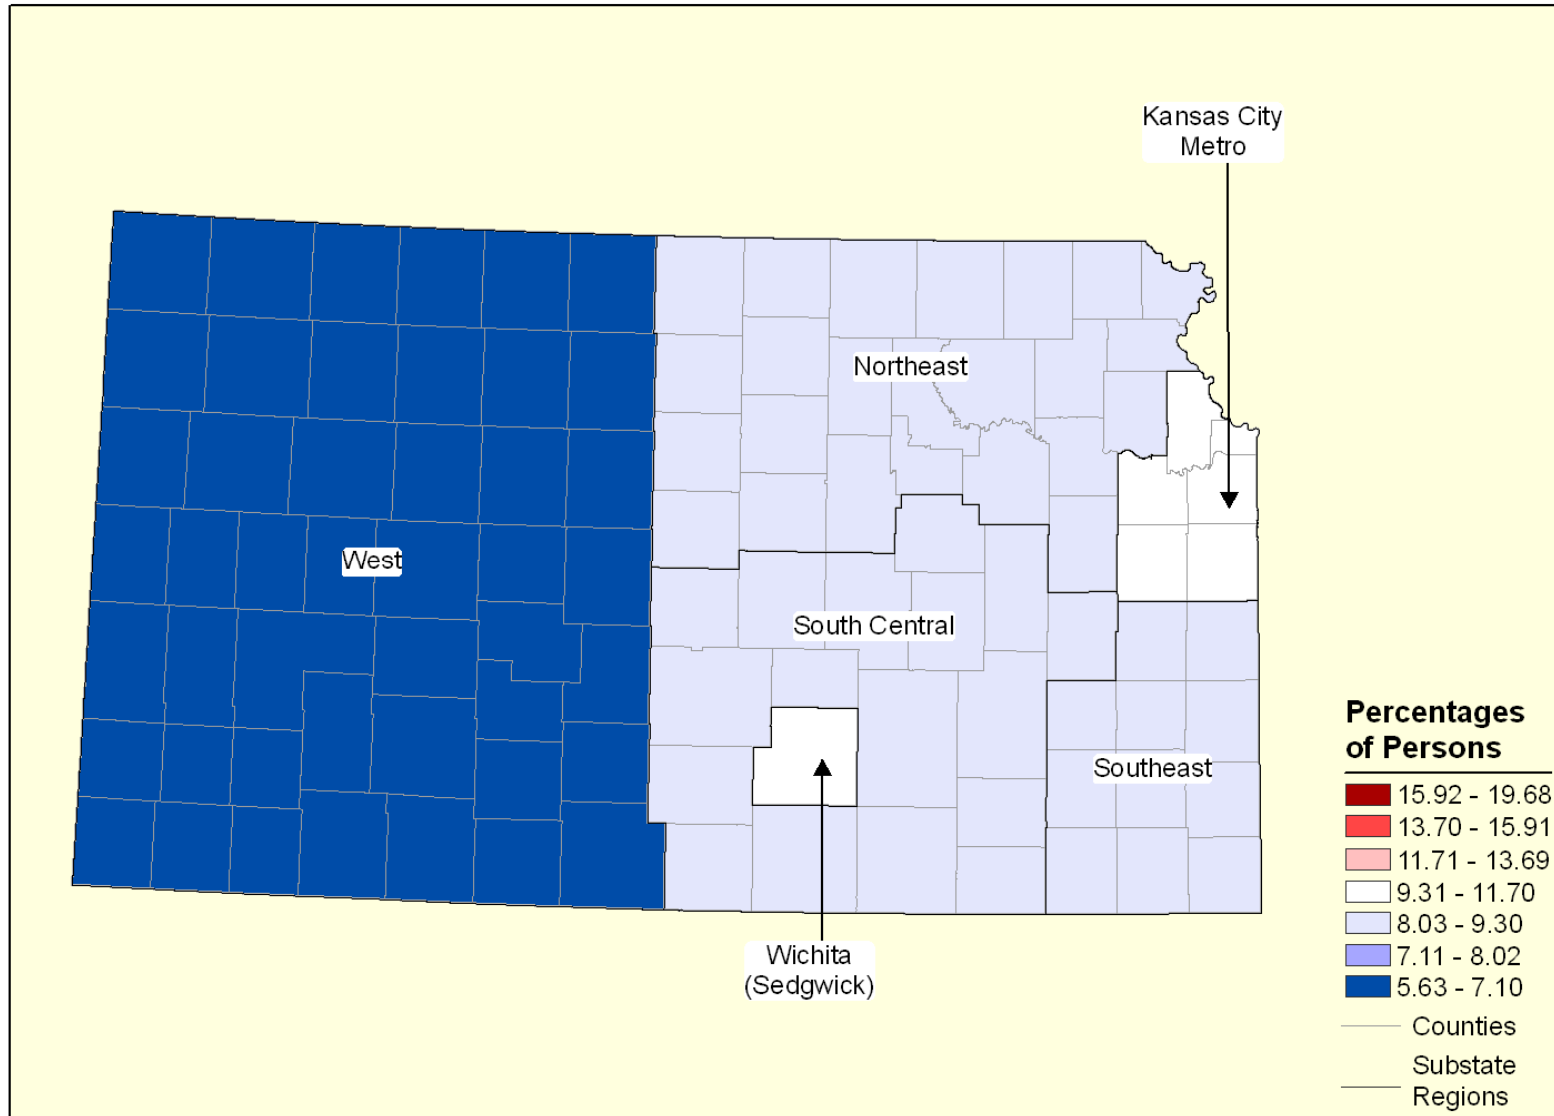 Kansas City
Metro
Northeast
West
South Central
Southeast
Wichita
(Sedgwick)
Percentages
of Persons
15.92 - 19.68
13.70 - 15.91
11.71 - 13.69
9.31 - 11.70
8.03 - 9.30
7.11 - 8.02
5.63 - 7.10
Counties
Substate
Regions